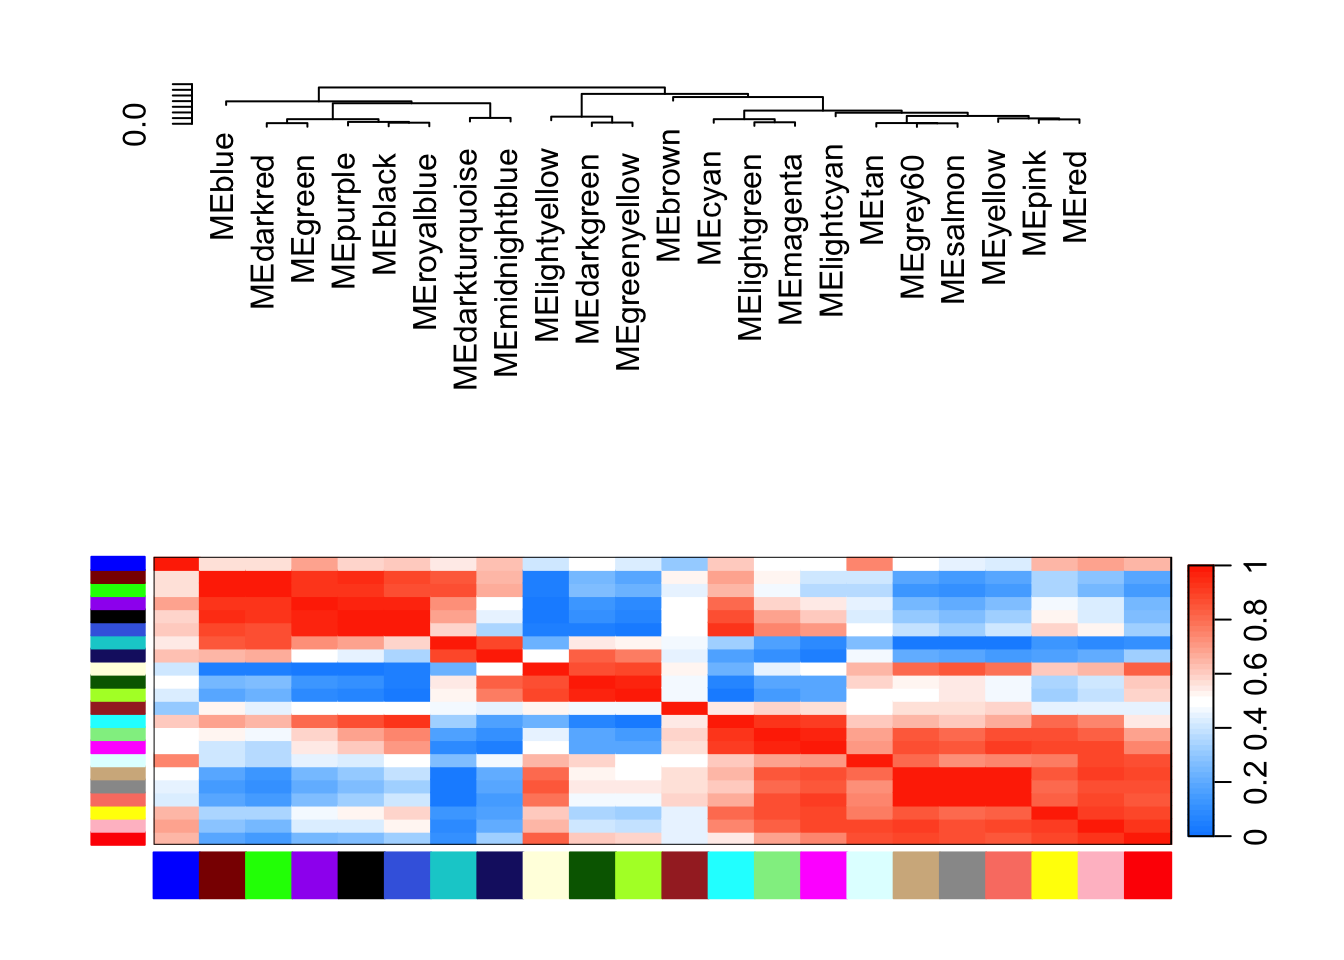 0.0
MEblue
MEdarkred
MEgreen
MEpurple
MEblack
MEroyalblue
MEdarkturquoise
MEmidnightblue
MElightyellow
MEdarkgreen
MEgreenyellow
MEbrown
MEcyan
MElightgreen
MEmagenta
MElightcyan
MEtan
MEgrey60
MEsalmon
MEyellow
MEpink
MEred
1
0.8
0.6
0.4
0.2
0